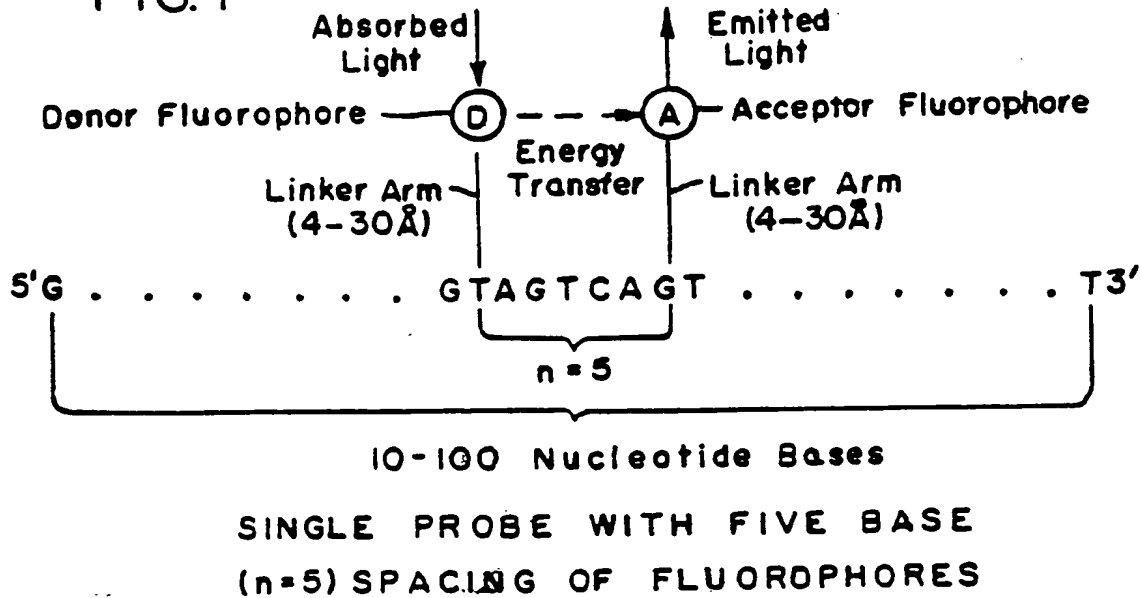 FIG.
Absorbed Light
Emitted Light
Donor Fluorophore
D
A
Acceptor Fluorophore
Energy
Transfer
Linker Arm
(4-30Å)
Linker Arm
(4-30Å)
5'G . . . . . . . . GTAGTCAGT . . . . . . . . T3'
n = 5
10-100 Nucleotide Bases
SINGLE PROBE WITH FIVE BASE
(n=5) SPACING OF FLUOROPHORES